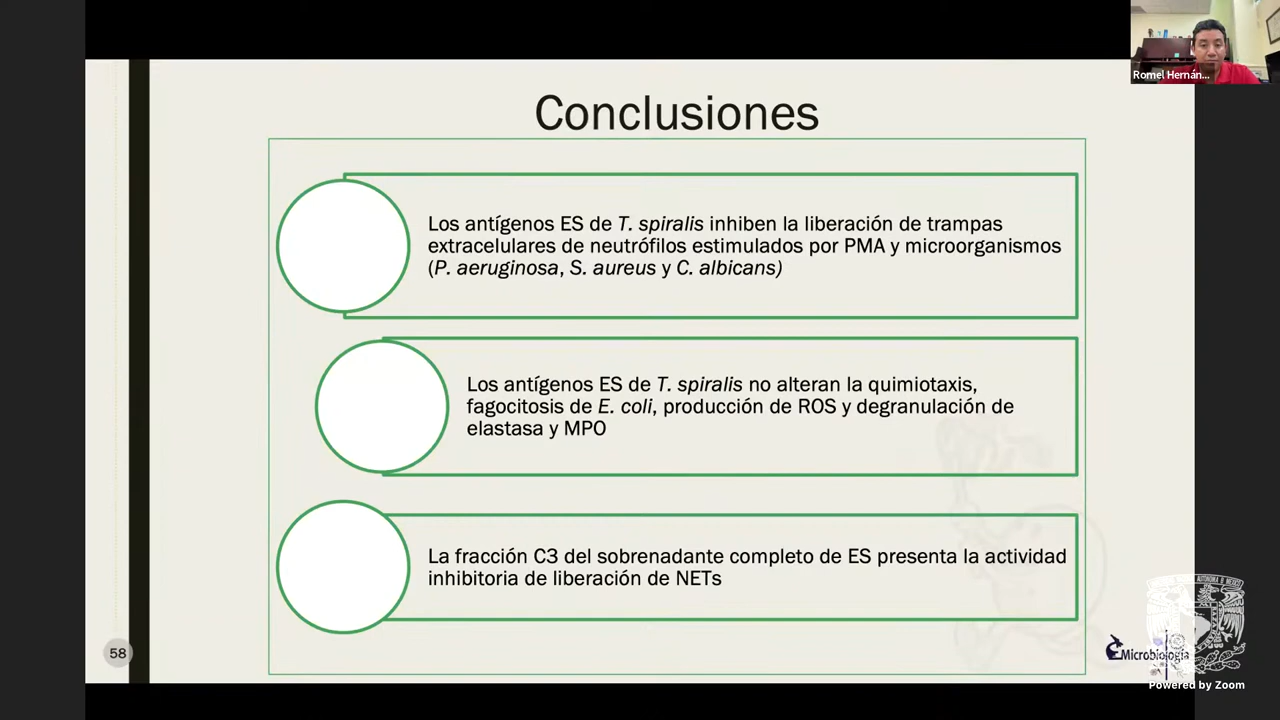 Romel Hernán...
Conclusiones
Los antígenos ES de T. spiralis inhiben la liberación de trampas
extracelulares de neutrófilos estimulados por PMA y microorganismos
(P. aeruginosa, S. aureus y C. albicans)
Los antígenos ES de T. spiralis no alteran la quimiotaxis,
fagocitosis de E. coli, producción de ROS y degranulación de
elastasa y MPO
La fracción C3 del sobrenadante completo de ES presenta la actividad
inhibitoria de liberación de NETs
58
Microbiología
Powered by Zoom